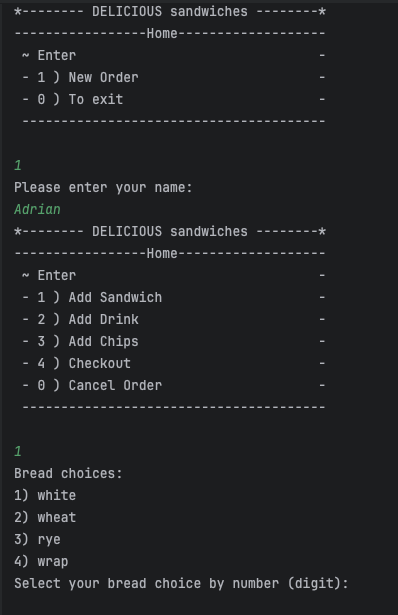 *-------- DELICIOUS sandwiches --------*
-----------------Home-------------------
 ~ Enter                               -
 - 1 ) New Order                       -
 - 0 ) To exit                         -
 ---------------------------------------
1
Please enter your name:
Adrian
*-------- DELICIOUS sandwiches --------*
-----------------Home-------------------
 ~ Enter                               -
 - 1 ) Add Sandwich                    -
 - 2 ) Add Drink                       -
 - 3 ) Add Chips                       -
 - 4 ) Checkout                        -
 - 0 ) Cancel Order                    -
 ---------------------------------------
1
Bread choices:
1) white
2) wheat
3) rye
4) wrap
Select your bread choice by number (digit):